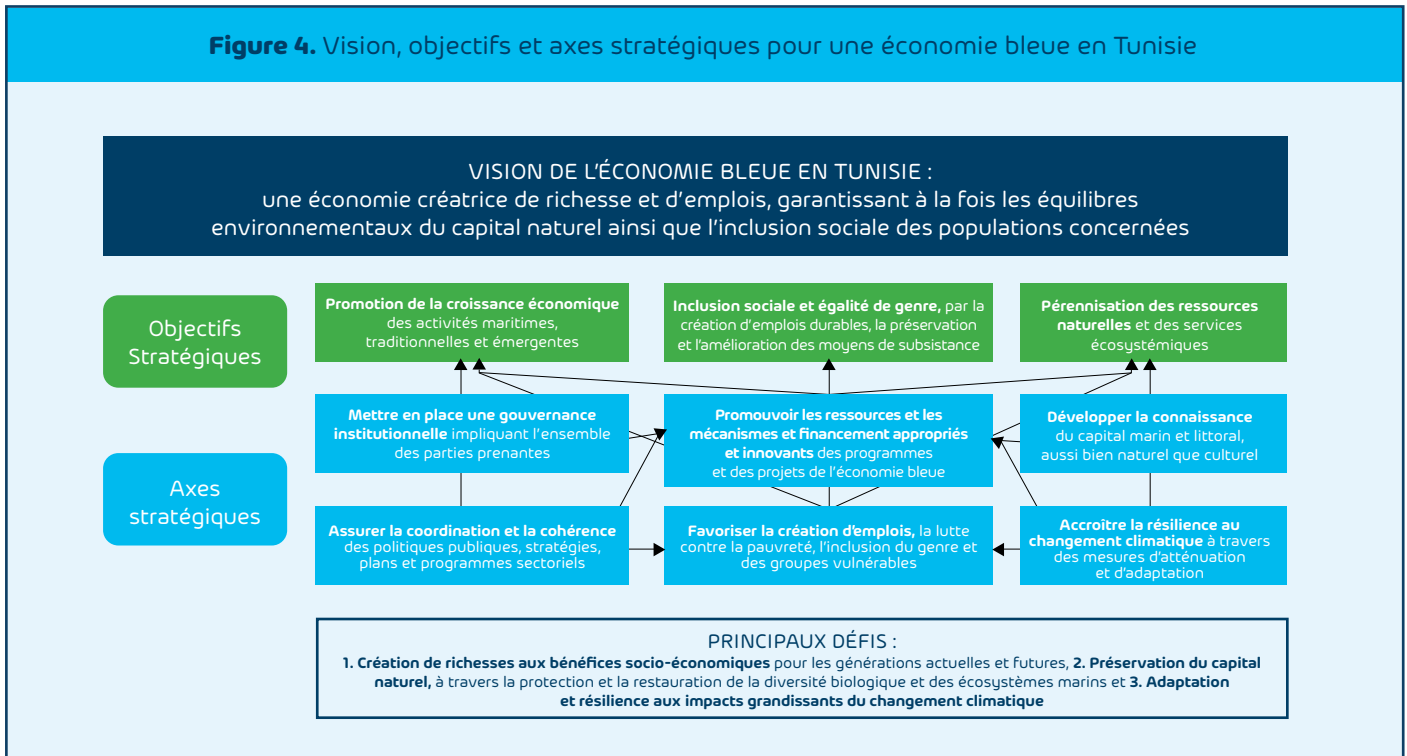 Figure 4. Vision, objectifs et axes stratégiques pour une économie bleue en Tunisie
VISION DE L'ÉCONOMIE BLEUE EN TUNISIE :
une économie créatrice de richesse et d'emplois, garantissant à la fois les équilibres
environnementaux du capital naturel ainsi que l'inclusion sociale des populations concernées
Objectifs
Stratégiques
Promotion de la croissance économique
des activités maritimes,
traditionnelles et émergentes
Inclusion sociale et égalité de genre, par la
création d'emplois durables, la préservation
et l'amélioration des moyens de subsistance
Pérennisation des ressources
naturelles et des services
écosystémiques
Axes
stratégiques
Mettre en place une gouvernance
institutionnelle impliquant l'ensemble
des parties prenantes
Promouvoir les ressources et les
mécanismes et financement appropriés
et innovants des programmes
et des projets de l'économie bleue
Développer la connaissance
du capital marin et littoral,
aussi bien naturel que culturel
Assurer la coordination et la cohérence
des politiques publiques, stratégies,
plans et programmes sectoriels
Favoriser la création d'emplois, la lutte
contre la pauvreté, l'inclusion du genre et
des groupes vulnérables
Accroître la résilience au
changement climatique à travers
des mesures d'atténuation
et d'adaptation
PRINCIPAUX DÉFIS :
1. Création de richesses aux bénéfices socio-économiques pour les générations actuelles et futures, 2. Préservation du capital
naturel, à travers la protection et la restauration de la diversité biologique et des écosystèmes marins et 3. Adaptation
et résilience aux impacts grandissants du changement climatique